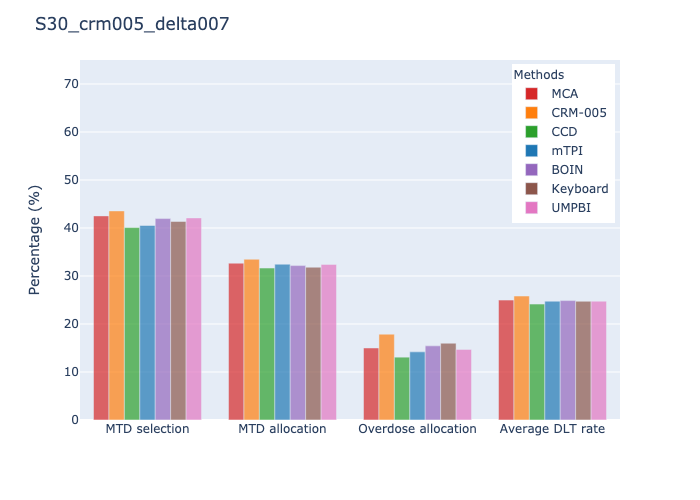 S30_crm005_delta007
Methods
MCA
CRM-005
CCD
mTPI
BOIN
Keyboard
UMPBI
Percentage (%)
70
60
50
40
30
20
10
0
MTD selection
MTD allocation
Overdose allocation
Average DLT rate